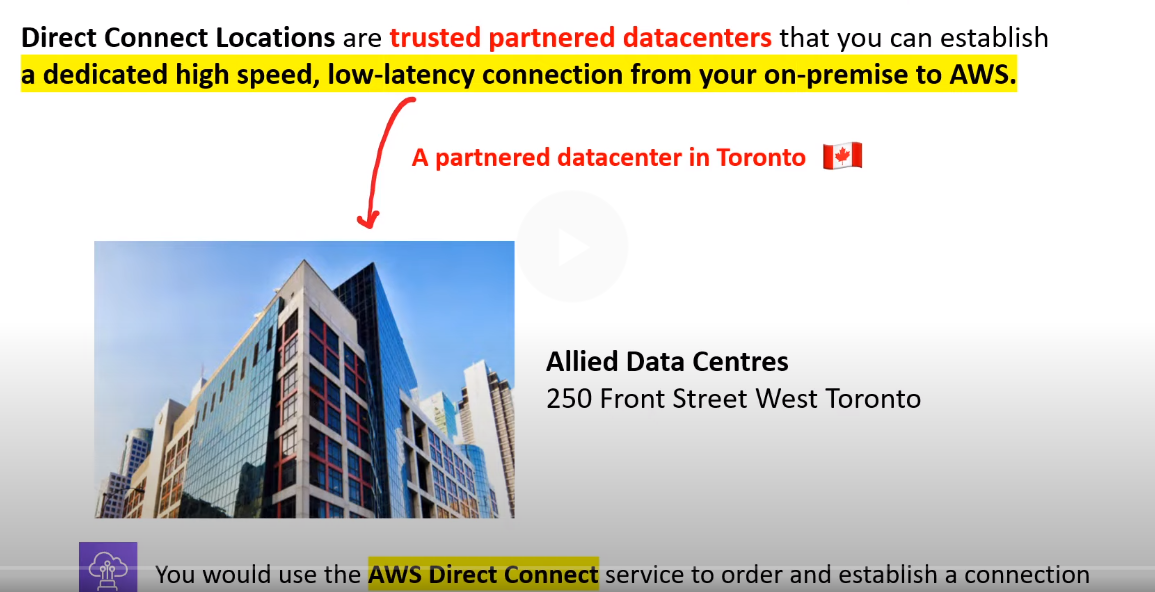 Direct Connect Locations are trusted partnered datacenters that you can establish
a dedicated high speed, low-latency connection from your on-premise to AWS.
A partnered datacenter in Toronto
Allied Data Centres
250 Front Street West Toronto
You would use the AWS Direct Connect service to order and establish a connection